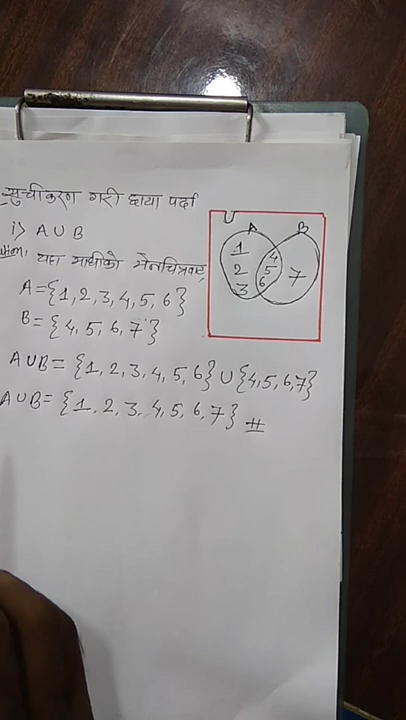 सुचीकरण गरी छाया पर्दा
i> A ∪ B
यहा माथीको भेनचित्रबाट,
A = {1, 2, 3, 4, 5, 6}
B = {4, 5, 6, 7}
U
A B
1 4
2 5 7
3 6
A∪B = {1, 2, 3, 4, 5, 6} ∪ {4, 5, 6, 7}
A∪B = {1, 2, 3, 4, 5, 6, 7} #